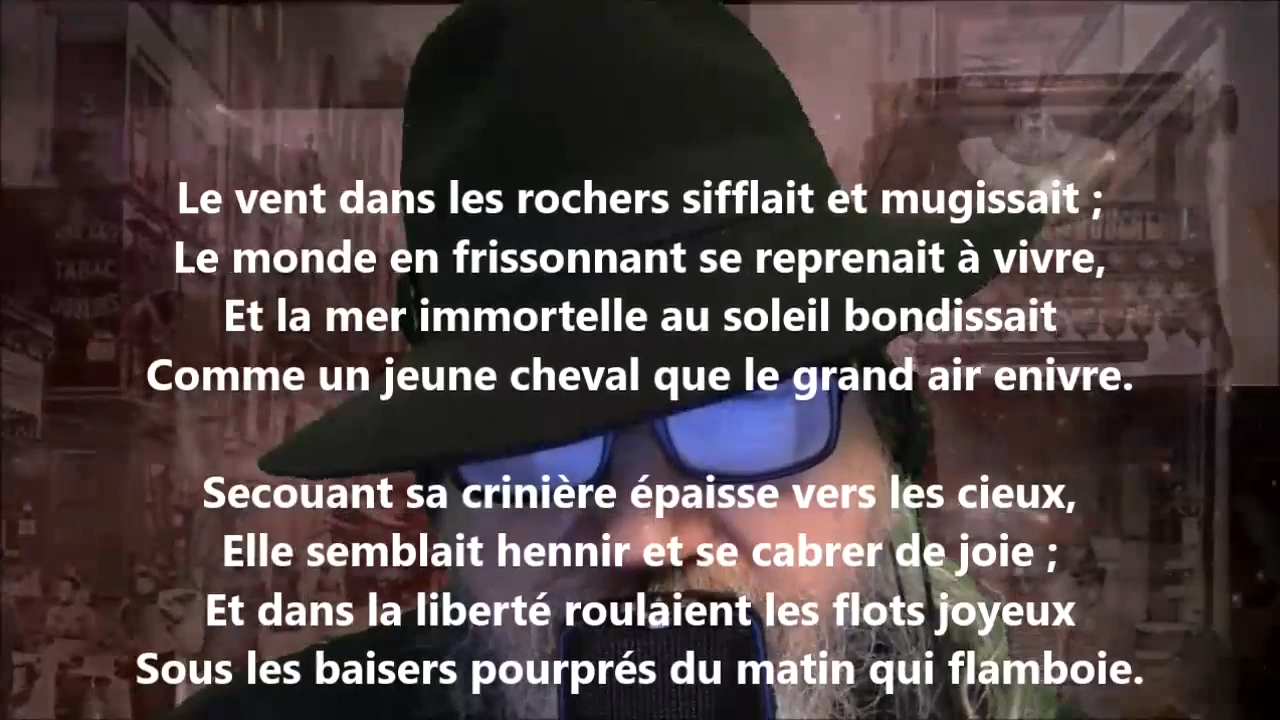 TABAC
Le vent dans les rochers sifflait et mugissait ;
Le monde en frissonnant se reprenait à vivre,
Et la mer immortelle au soleil bondissait
Comme un jeune cheval que le grand air enivre.
Secouant sa crinière épaisse vers les cieux,
Elle semblait hennir et se cabrer de joie ;
Et dans la liberté roulaient les flots joyeux
Sous les baisers pourprés du matin qui flamboie.